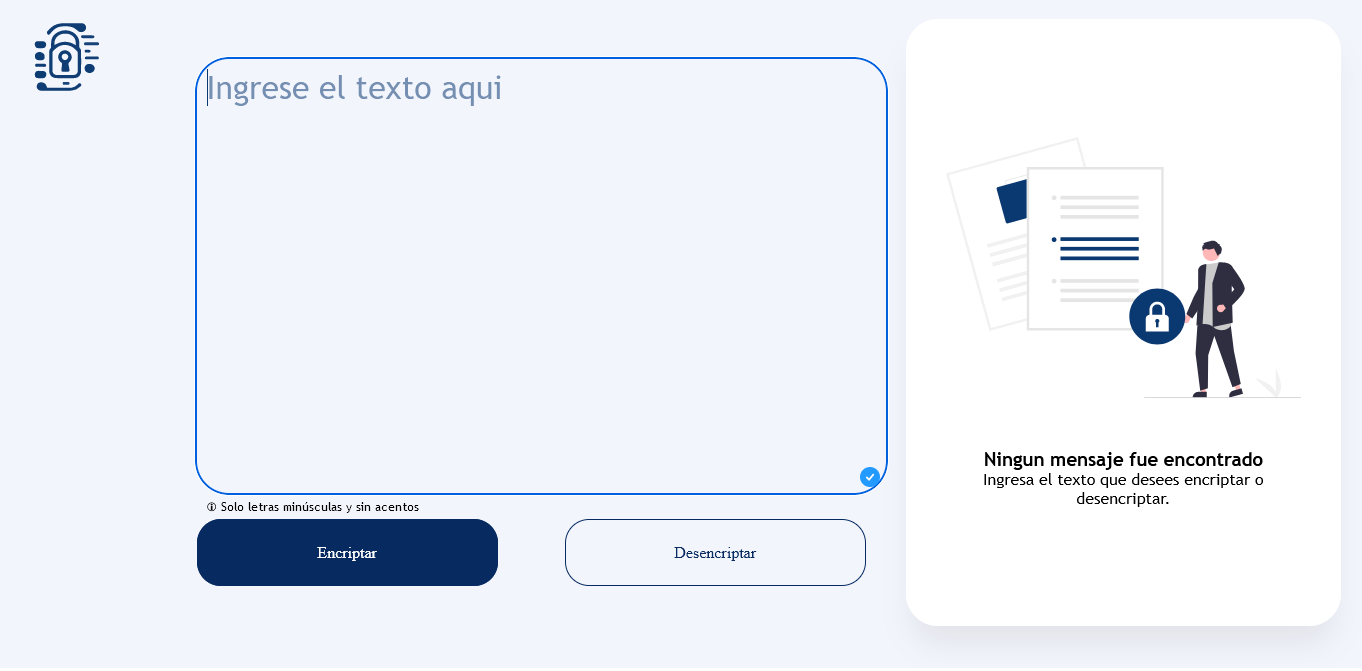 Ingrese el texto aqui
🛈 Solo letras minúsculas y sin acentos
Encriptar
Desencriptar
Ningun mensaje fue encontrado
Ingresa el texto que desees encriptar o
desencriptar.